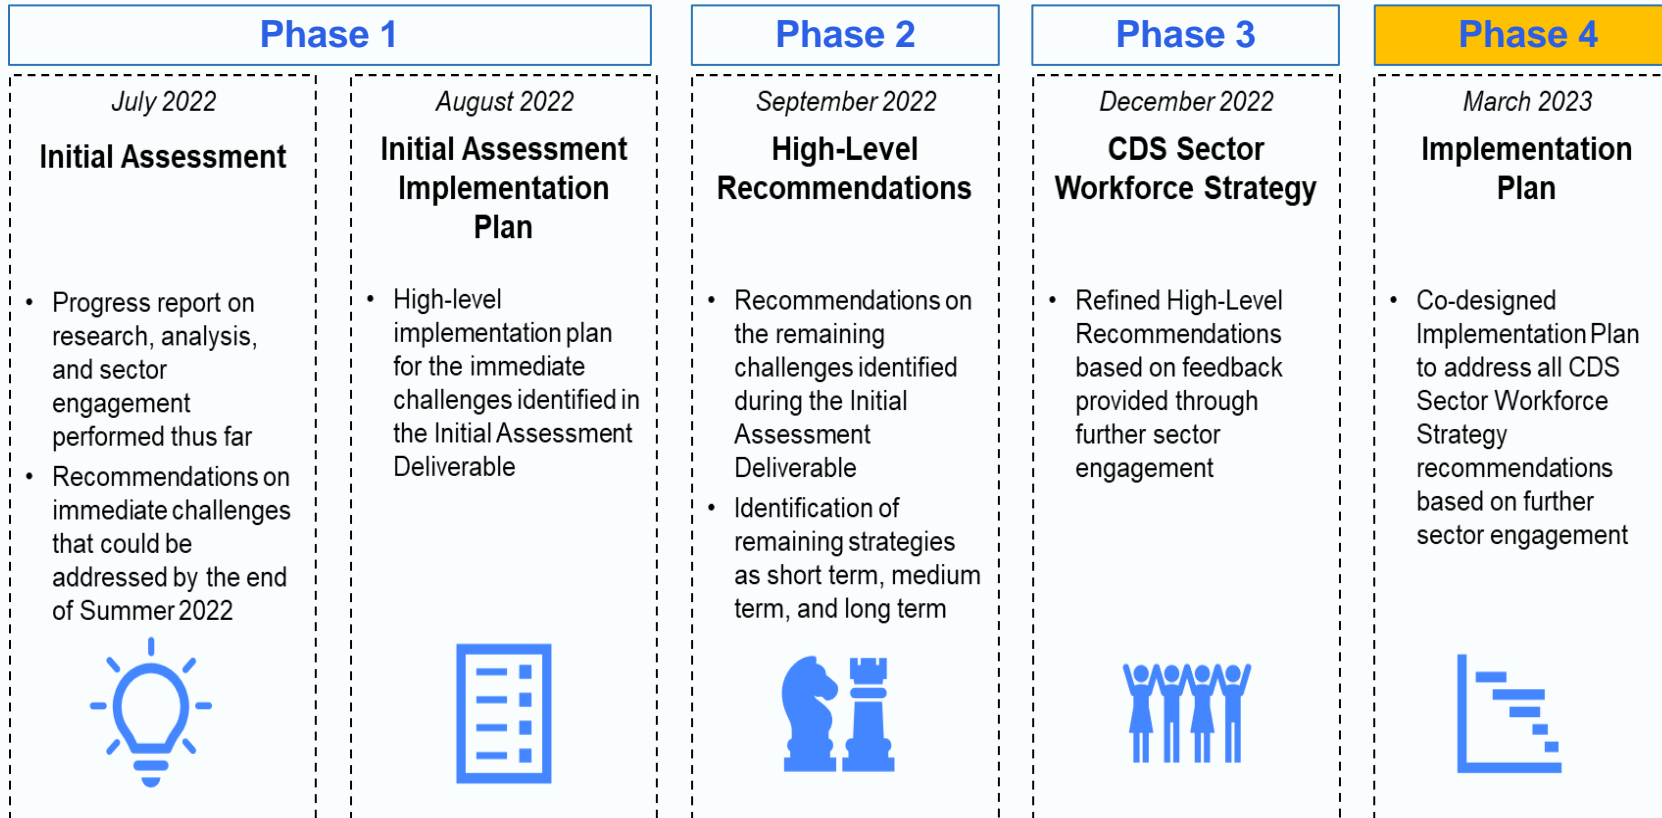 Phase 1
Phase 2
Phase 3
Phase 4
July 2022
Initial Assessment
• Progress report on
research, analysis,
and sector
engagement
performed thus far
• Recommendations on
immediate challenges
that could be
addressed by the end
of Summer 2022
August 2022
Initial Assessment
Implementation
Plan
• High-level
implementation plan
for the immediate
challenges identified in
the Initial Assessment
Deliverable
September 2022
High-Level
Recommendations
• Recommendations on
the remaining
challenges identified
during the Initial
Assessment
Deliverable
• Identification of
remaining strategies
as short term, medium
term, and long term
December 2022
CDS Sector
Workforce Strategy
• Refined High-Level
Recommendations
based on feedback
provided through
further sector
engagement
March 2023
Implementation
Plan
• Co-designed
Implementation Plan
to address all CDS
Sector Workforce
Strategy
recommendations
based on further
sector engagement